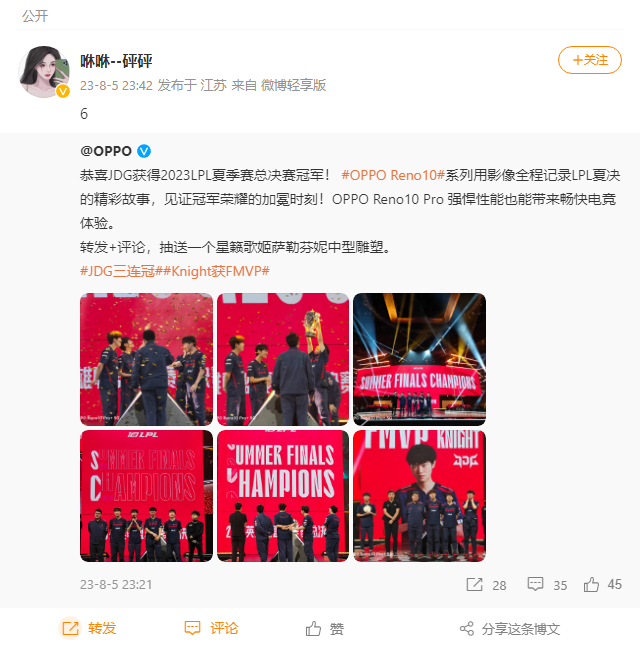 公开
咻咻--砰砰
+关注
23-8-5 23:42 发布于 江苏 来自 微博轻享版
6
@OPPO
恭喜JDG获得2023LPL夏季赛总决赛冠军！ #OPPO Reno10#系列用影像全程记录LPL夏决
的精彩故事，见证冠军荣耀的加冕时刻！OPPO Reno10 Pro 强悍性能也能带来畅快电竞
体验。
转发+评论，抽送一个星籁歌姬萨勒芬妮中型雕塑。
#JDG三连冠##Knight获FMVP#
SUMMER FINALS CHAMPIONS
LPL
SUMMER FINALS
CHAMPIONS
UMMER FINALS
CHAMPIONS
FMVP KNIGHT
JDG
23-8-5 23:21
28
35
45
转发
评论
赞
分享这条博文